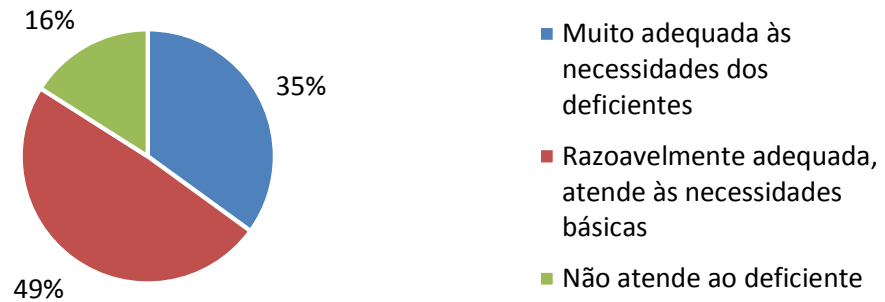 16%
35%
49%
Muito adequada às
necessidades dos
deficientes
Razoavelmente adequada,
atende às necessidades
básicas
Não atende ao deficiente